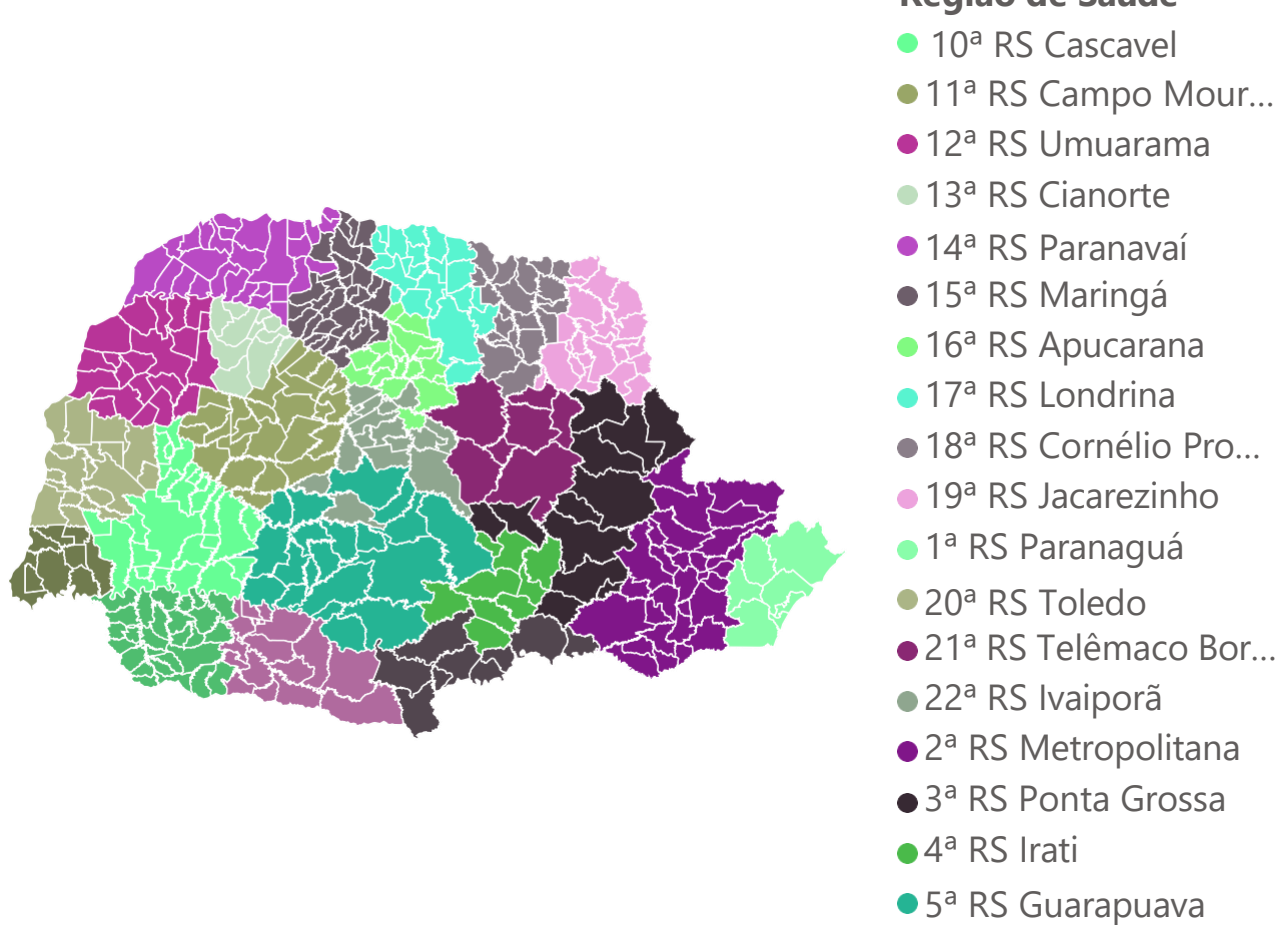 Região de Saúde
10ª RS Cascavel
11ª RS Campo Mour...
12ª RS Umuarama
13ª RS Cianorte
14ª RS Paranavaí
15ª RS Maringá
16ª RS Apucarana
17ª RS Londrina
18ª RS Cornélio Pro...
19ª RS Jacarezinho
1ª RS Paranaguá
20ª RS Toledo
21ª RS Telêmaco Bor...
22ª RS Ivaiporã
2ª RS Metropolitana
3ª RS Ponta Grossa
4ª RS Irati
5ª RS Guarapuava